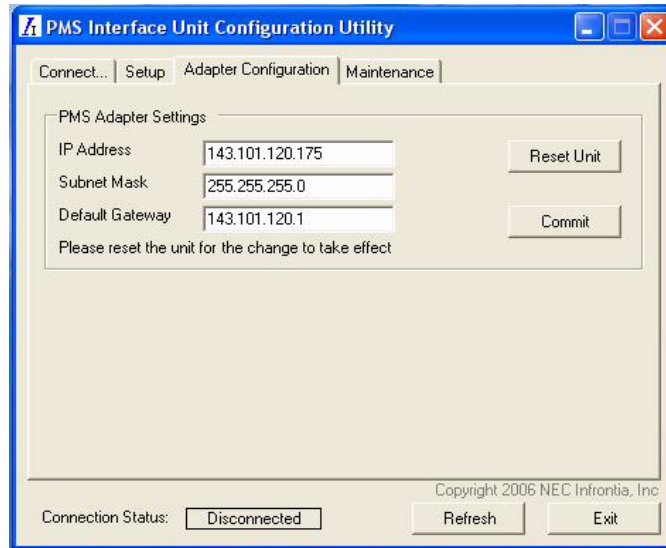 PMS Interface Unit Configuration Utility
Connect... Setup Adapter Configuration Maintenance
PMS Adapter Settings
IP Address 143.101.120.175 Reset Unit
Subnet Mask 255.255.255.0
Default Gateway 143.101.120.1 Commit
Please reset the unit for the change to take effect
Copyright 2006 NEC Infrontia, Inc
Connection Status: Disconnected Refresh Exit